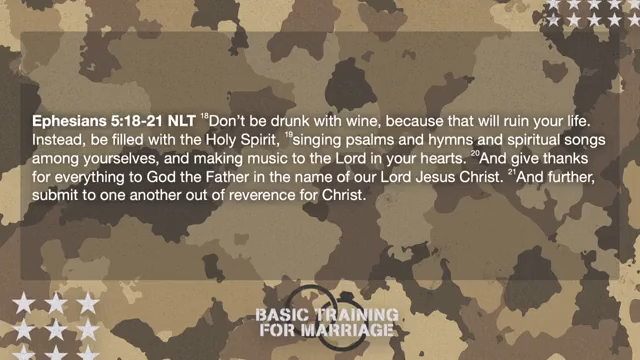 Ephesians 5:18-21 NLT ¹⁸Don't be drunk with wine, because that will ruin your life.
Instead, be filled with the Holy Spirit, ¹⁹singing psalms and hymns and spiritual songs
among yourselves, and making music to the Lord in your hearts. ²⁰And give thanks
for everything to God the Father in the name of our Lord Jesus Christ. ²¹And further,
submit to one another out of reverence for Christ.
BASIC TRAINING
FOR MARRIAGE